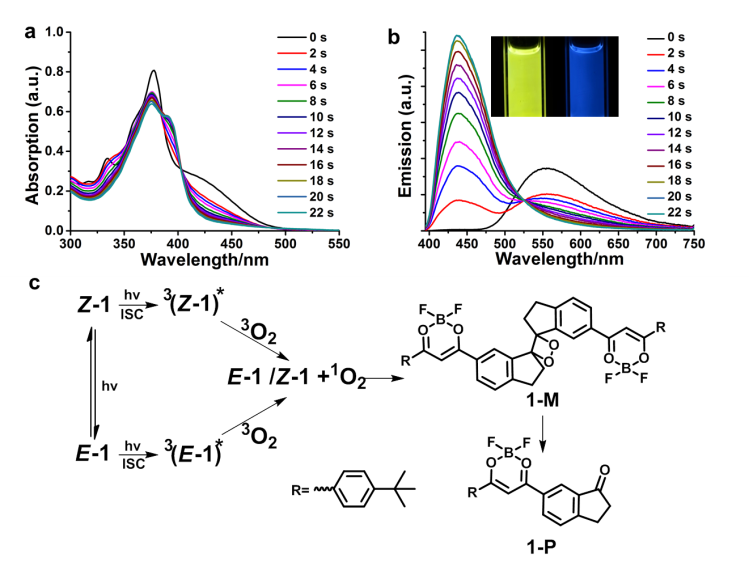 a
Absorption (a.u.)
1.0
0.8
0.6
0.4
0.2
0.0
300 350 400 450 500 550
Wavelength/nm
0 s
2 s
4 s
6 s
8 s
10 s
12 s
14 s
16 s
18 s
20 s
22 s
b
Emission (a.u.)
400 450 500 550 600 650 700 750
Wavelength/nm
0 s
2 s
4 s
6 s
8 s
10 s
12 s
14 s
16 s
18 s
20 s
22 s
c
Z-1 hv ISC ³(Z-1)*
³O₂
hv
E-1 /Z-1 +¹O₂
E-1 hv ISC ³(E-1)*
³O₂
F F
B
O O
R
O
O
R
O O
B
F F
1-M
R=
F F
B
O O
R
O
1-P